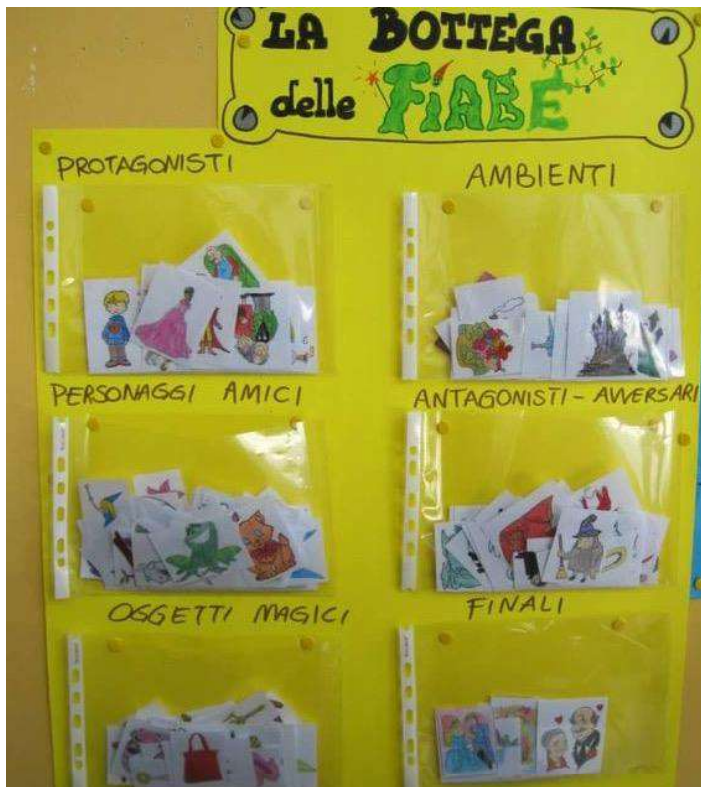 LA BOTTEGA
delle FIABE
PROTAGONISTI
AMBIENTI
PERSONAGGI AMICI
ANTAGONISTI - AVVERSARI
OGGETTI MAGICI
FINALI